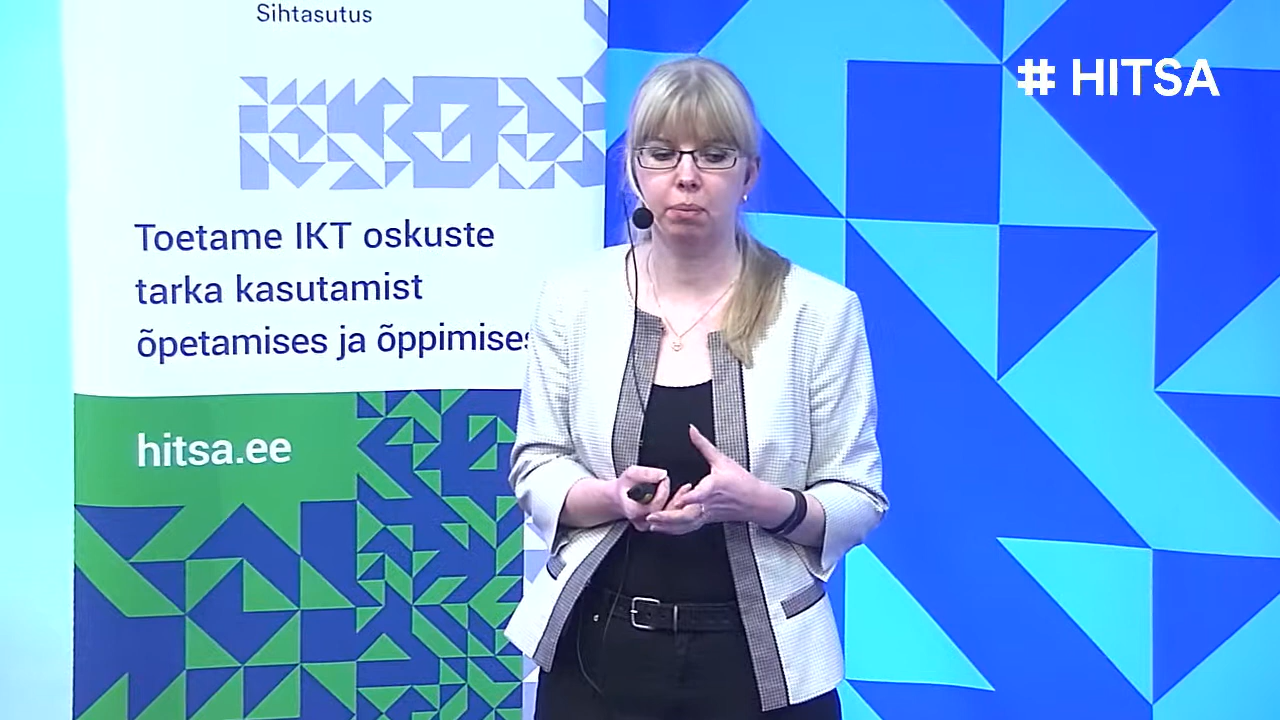 Sihtasutus
# HITSA
Toetame IKT oskuste
tarka kasutamist
õpetamises ja õppimises
hitsa.ee